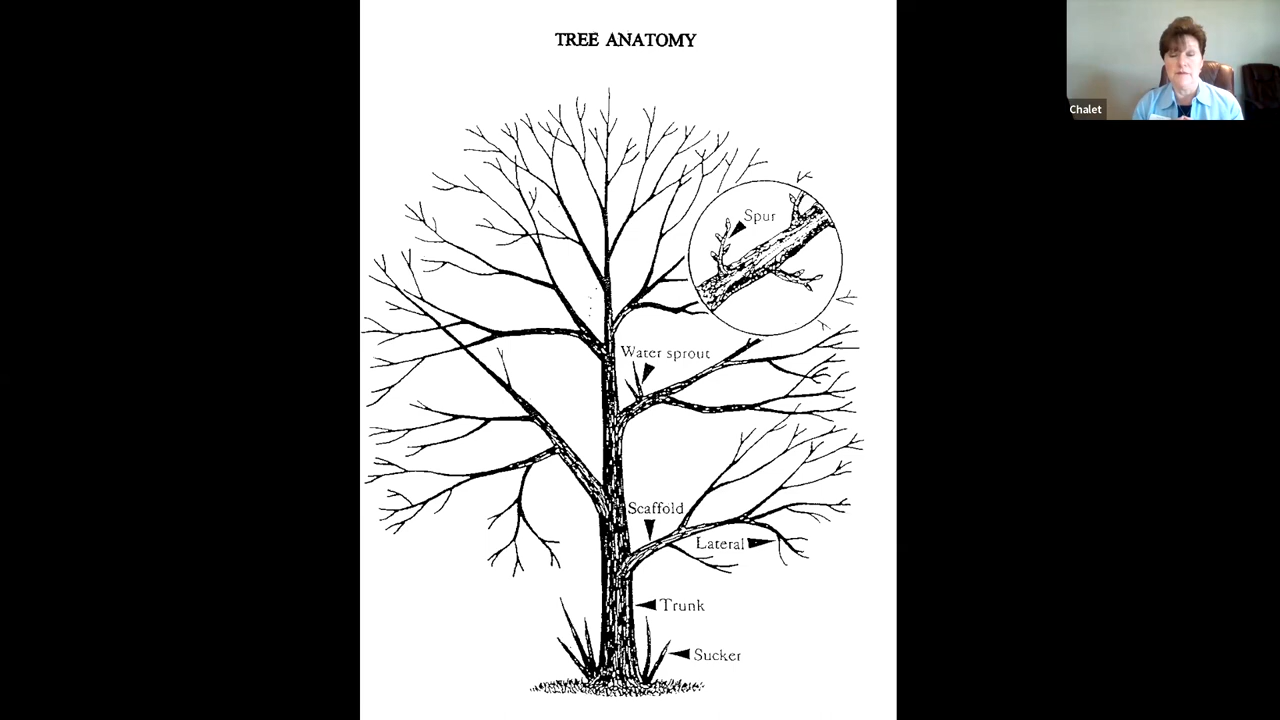 TREE ANATOMY
Chalet
Spur
Water sprout
Scaffold
Lateral
Trunk
Sucker